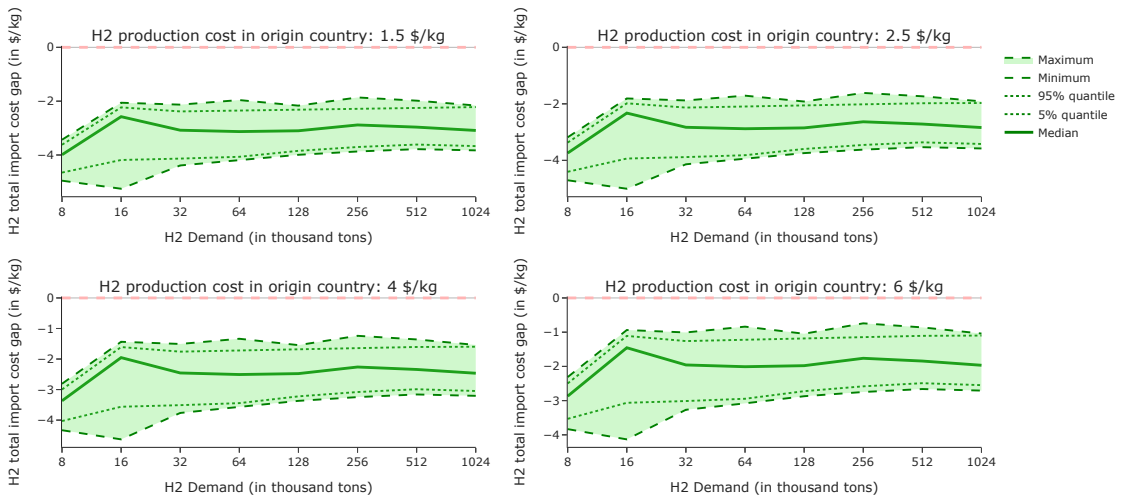 H2 production cost in origin country: 1.5 $/kg
H2 total import cost gap (in $/kg)
0
−2
−4
8 16 32 64 128 256 512 1024
H2 Demand (in thousand tons)
H2 production cost in origin country: 2.5 $/kg
H2 total import cost gap (in $/kg)
0
−2
−4
8 16 32 64 128 256 512 1024
H2 Demand (in thousand tons)
Maximum
Minimum
95% quantile
5% quantile
Median
H2 production cost in origin country: 4 $/kg
H2 total import cost gap (in $/kg)
0
−1
−2
−3
−4
8 16 32 64 128 256 512 1024
H2 Demand (in thousand tons)
H2 production cost in origin country: 6 $/kg
H2 total import cost gap (in $/kg)
0
−1
−2
−3
−4
8 16 32 64 128 256 512 1024
H2 Demand (in thousand tons)